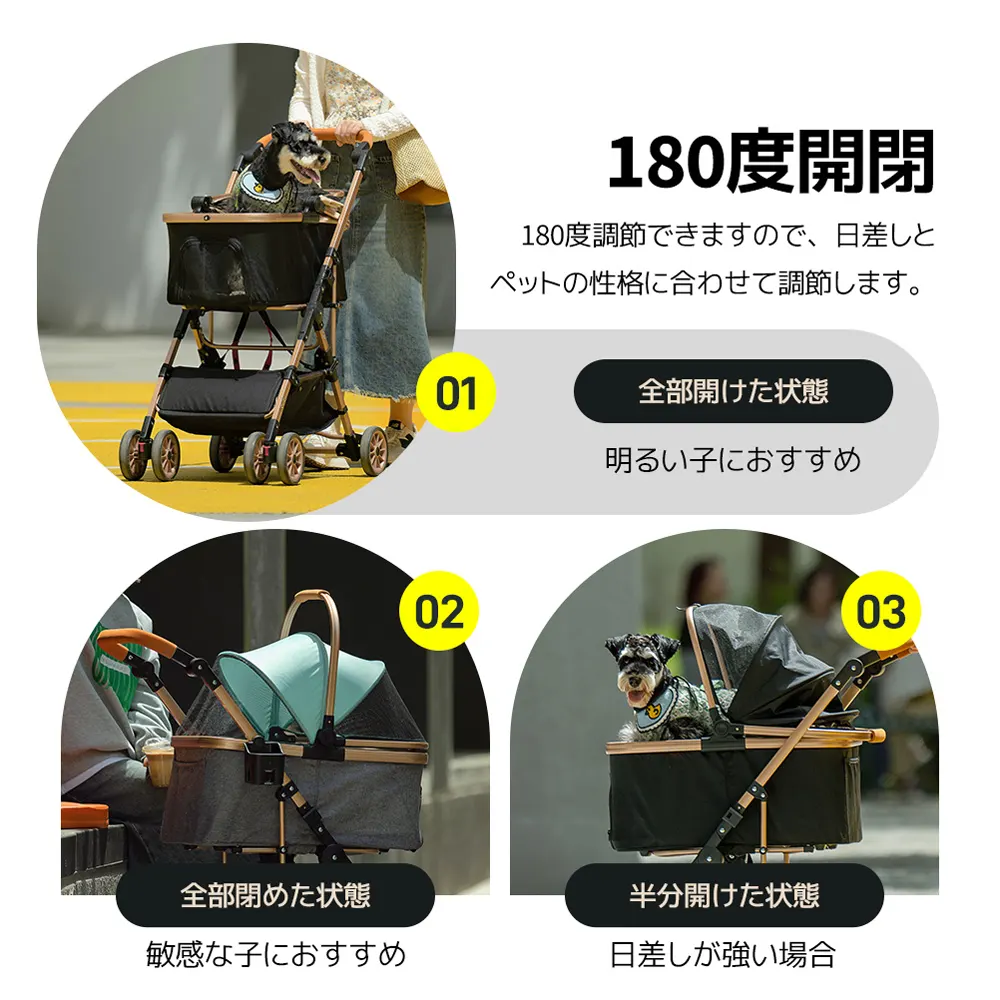 180度開閉
180度調節できますので、日差しと
ペットの性格に合わせて調節します。
01
全部開けた状態
明るい子におすすめ
02
全部閉めた状態
敏感な子におすすめ
03
半分開けた状態
日差しが強い場合